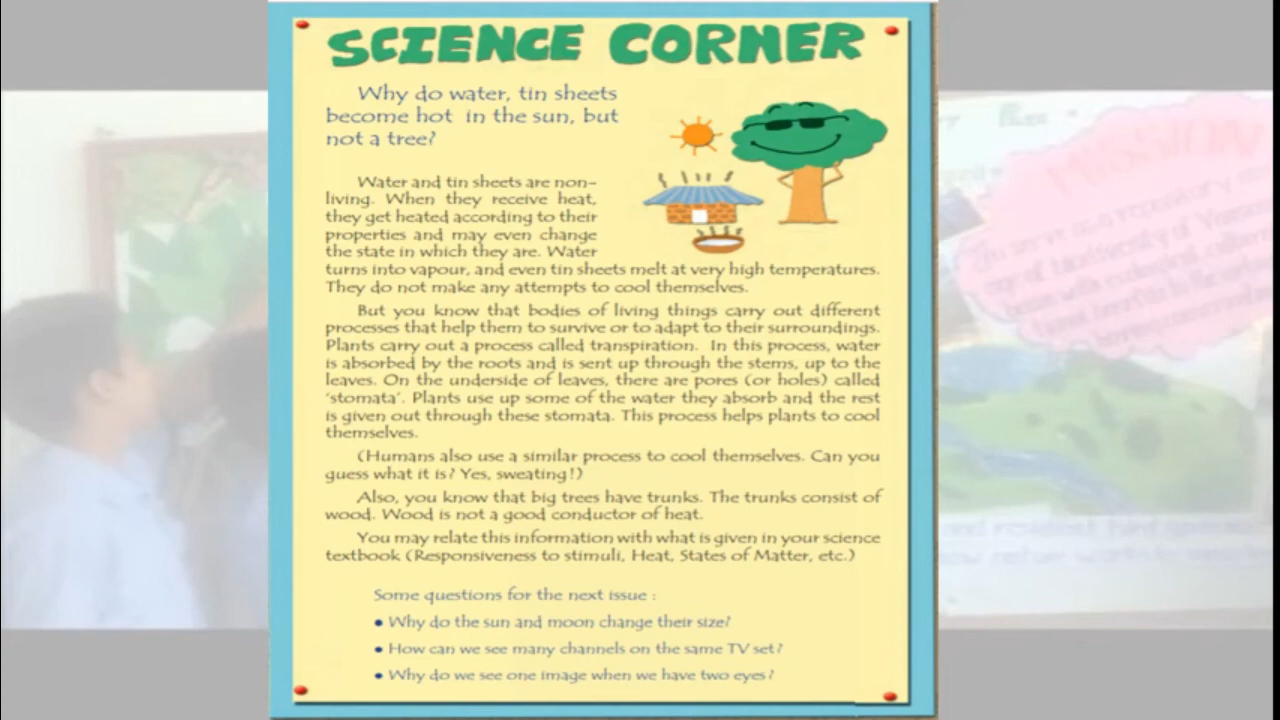 SCIENCE CORNER
Why do water, tin sheets
become hot in the sun, but
not a tree?
Water and tin sheets are non-
living. When they receive heat,
they get heated according to their
properties and may even change
the state in which they are. Water
turns into vapour, and even tin sheets melt at very high temperatures.
They do not make any attempts to cool themselves.
But you know that bodies of living things carry out different
processes that help them to survive or to adapt to their surroundings.
Plants carry out a process called transpiration. In this process, water
is absorbed by the roots and is sent up through the stems, up to the
leaves. On the underside of leaves, there are pores (or holes) called
'stomata'. Plants use up some of the water they absorb and the rest
is given out through these stomata. This process helps plants to cool
themselves.
(Humans also use a similar process to cool themselves. Can you
guess what it is? Yes, sweating!)
Also, you know that big trees have trunks. The trunks consist of
wood. Wood is not a good conductor of heat.
You may relate this information with what is given in your science
textbook (Responsiveness to stimuli, Heat, States of Matter, etc.)
Some questions for the next issue :
• Why do the sun and moon change their size?
• How can we see many channels on the same TV set?
• Why do we see one image when we have two eyes?